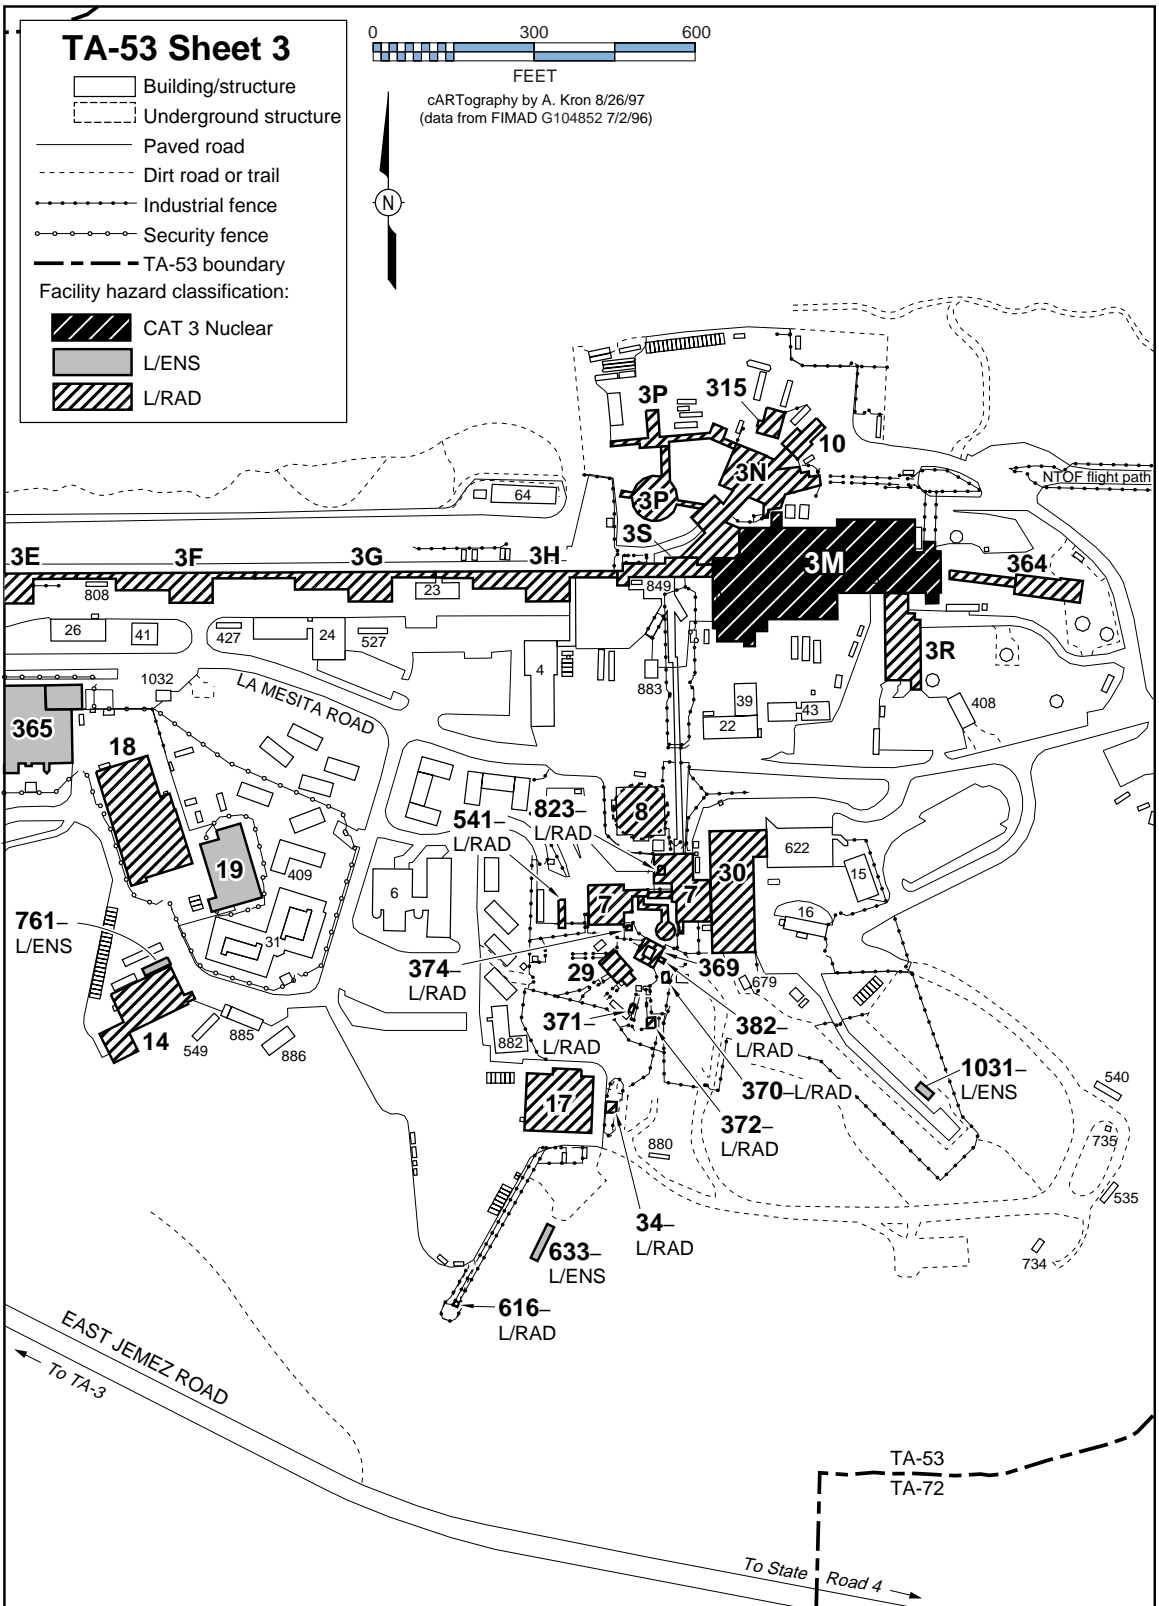 TA-53 Sheet 3
Building/structure
Underground structure
Paved road
Dirt road or trail
Industrial fence
Security fence
TA-53 boundary
Facility hazard classification:
CAT 3 Nuclear
L/ENS
L/RAD
0 300 600
FEET
cARTography by A. Kron 8/26/97
(data from FIMAD G104852 7/2/96)
N
315
3P
10
3N
NTOF flight path
64
3P
3S
3E 3F 3G 3H
3M
364
808
23
849
26
41
427
24
527
4
883
3R
1032
LA MESITA ROAD
39
43
22
408
365
18
541–
L/RAD
823–
L/RAD
8
19
409
6
7
7
30
622
15
16
761–
L/ENS
31
374–
L/RAD
29
369
679
14
549
885
886
882
371–
L/RAD
382–
L/RAD
370–L/RAD
1031–
L/ENS
540
17
372–
L/RAD
880
735
535
34–
L/RAD
633–
L/ENS
734
616–
L/RAD
EAST JEMEZ ROAD
To TA-3
TA-53
TA-72
To State Road 4